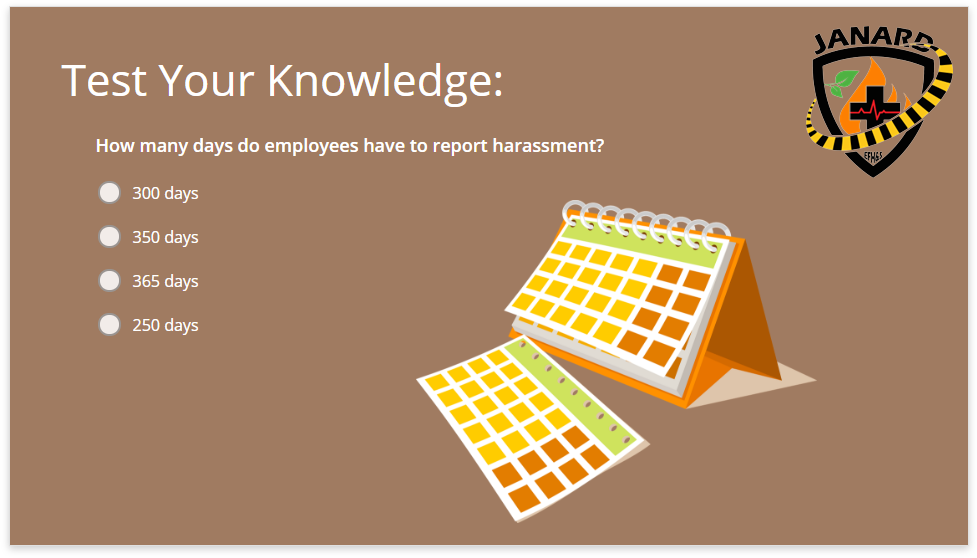 JANARD
Test Your Knowledge:
How many days do employees have to report harassment?
300 days
350 days
365 days
250 days